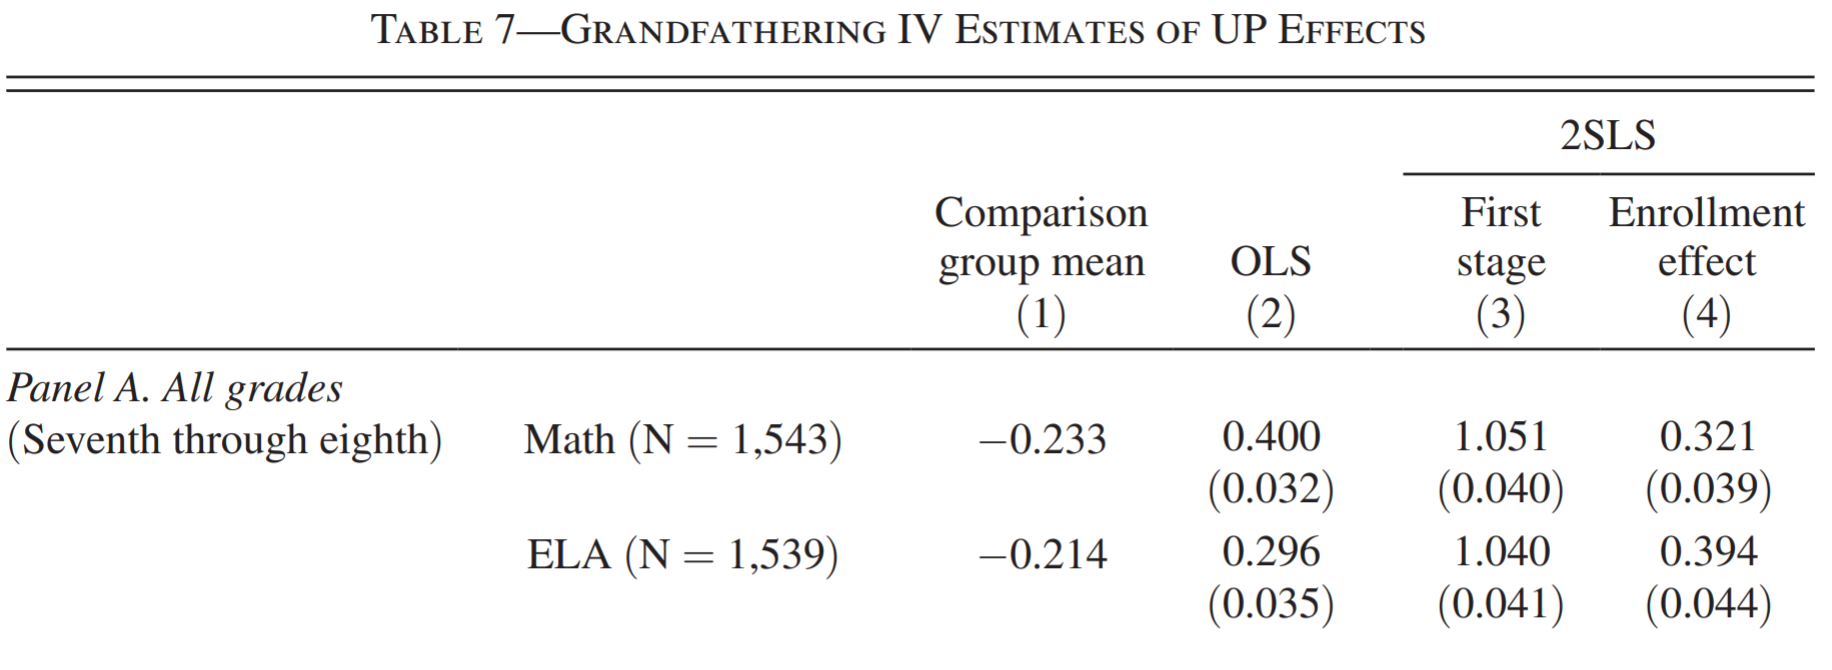 TABLE 7—GRANDFATHERING IV ESTIMATES OF UP EFFECTS
2SLS
Comparison group mean (1)
OLS (2)
First stage (3)
Enrollment effect (4)
Panel A. All grades
(Seventh through eighth) Math (N = 1,543) −0.233 0.400 1.051 0.321
(0.032) (0.040) (0.039)
ELA (N = 1,539) −0.214 0.296 1.040 0.394
(0.035) (0.041) (0.044)